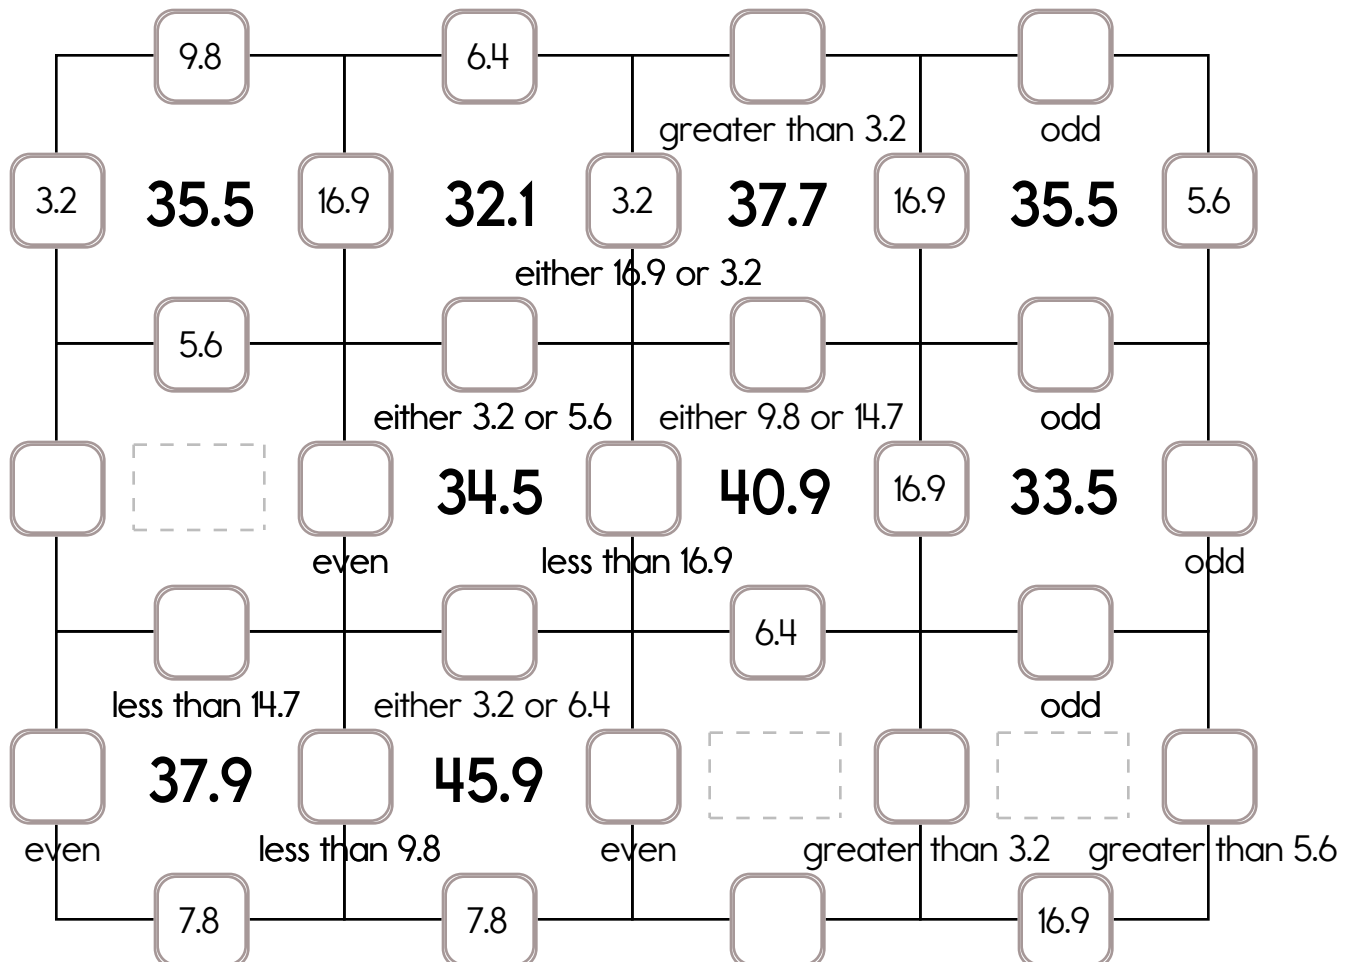 9.8 6.4
greater than 3.2 odd
3.2 35.5 16.9 32.1 3.2 37.7 16.9 35.5 5.6
either 16.9 or 3.2
5.6
either 3.2 or 5.6 either 9.8 or 14.7 odd
34.5 40.9 16.9 33.5
even less than 16.9 odd
6.4
less than 14.7 either 3.2 or 6.4 odd
37.9 45.9
even less than 9.8 even greater than 3.2 greater than 5.6
7.8 7.8 16.9